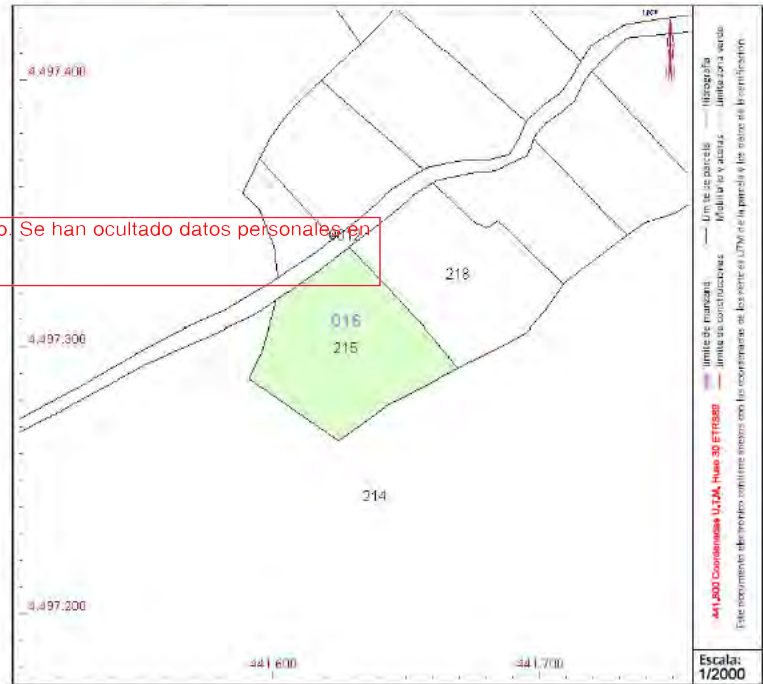 4,497,400
o. Se han ocultado datos personales en
9012
218
016
215
4,497,300
214
4,497,200
441,600
441,700
Límite de manzana
Límite de parcela
Hidrografía
Límite de construcciones
Mobiliario y aceras
Límite zona verde
441,800 Coordenadas U.T.M. Huso 30 ETRS89
Este documento electrónico contiene anexos con las coordenadas de los vértices UTM de la parcela y los datos de la certificación
Escala:
1/2000